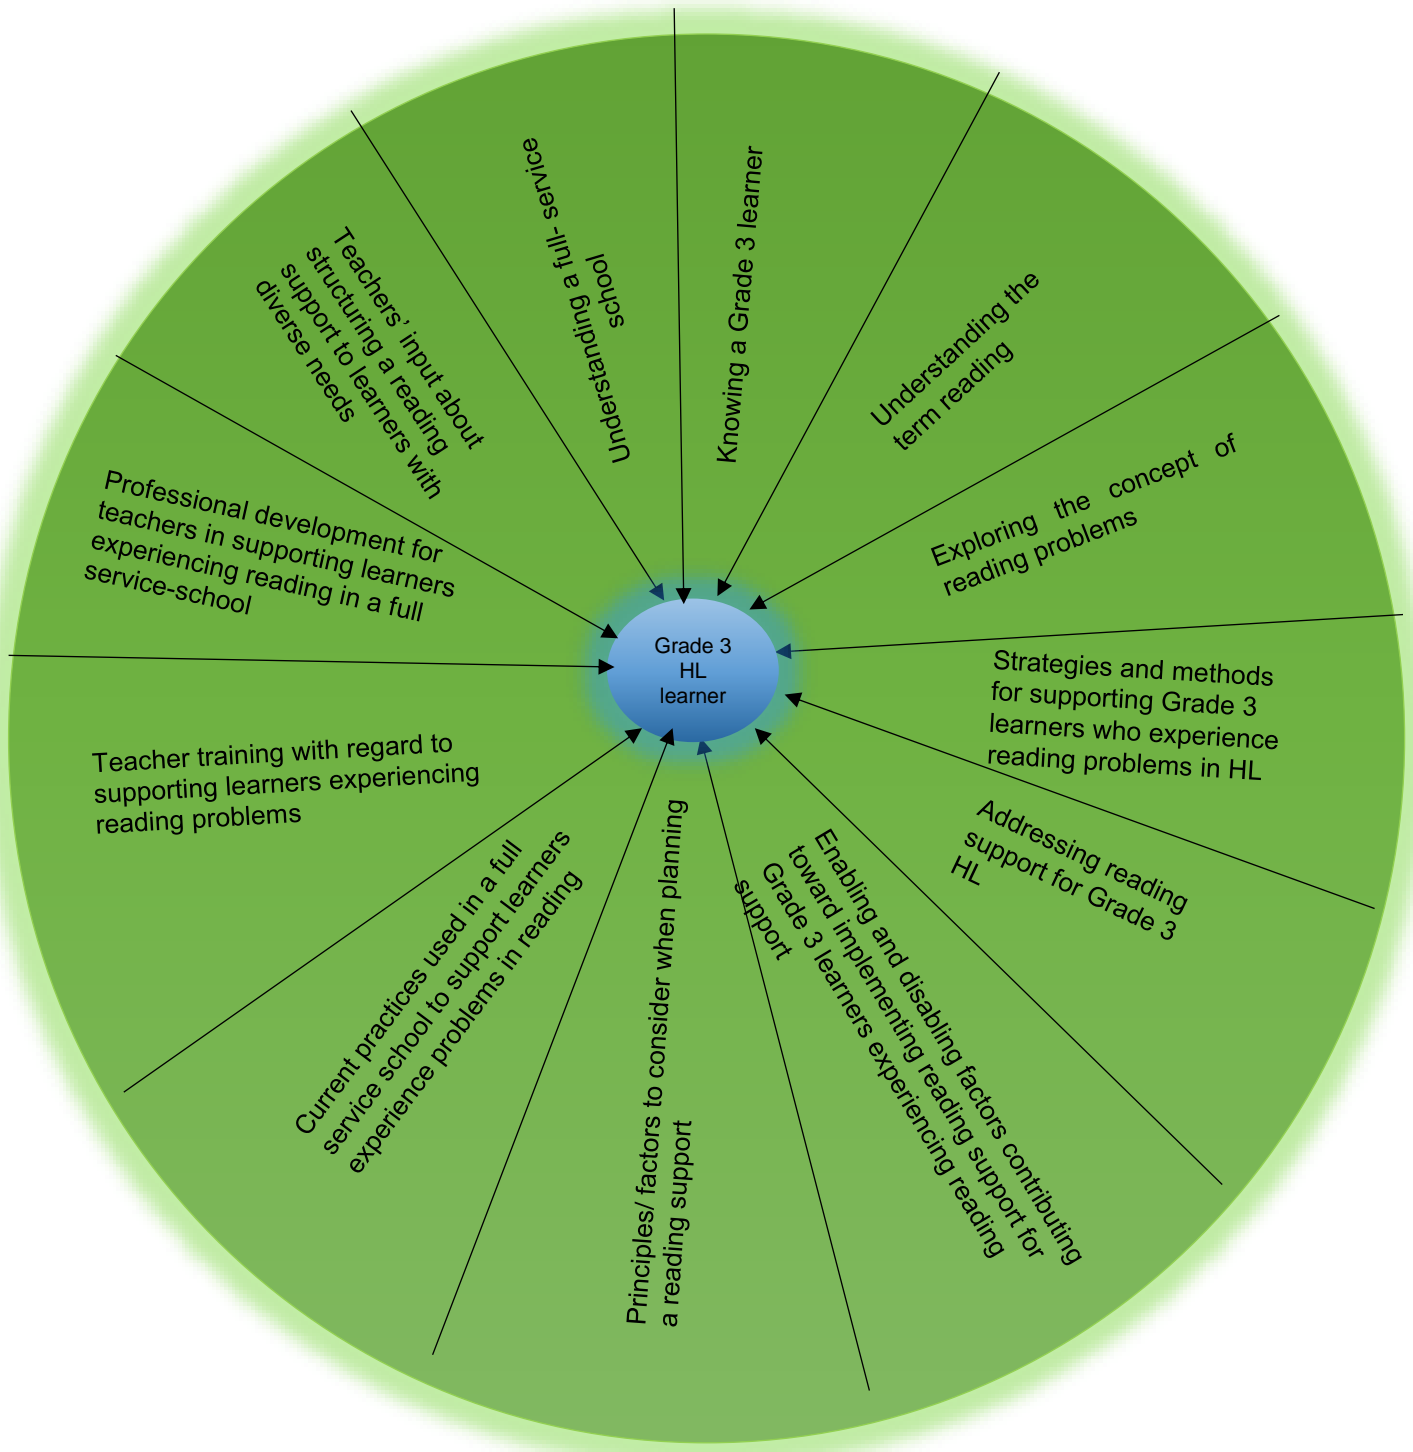 Grade 3
HL
learner
Knowing a Grade 3 learner
Understanding the
term reading
Exploring the concept of
reading problems
Strategies and methods
for supporting Grade 3
learners who experience
reading problems in HL
Addressing reading
support for Grade 3
HL
Enabling and disabling factors contributing
toward implementing reading support for
Grade 3 learners experiencing reading
support
Principles/ factors to consider when planning
a reading support
Current practices used in a full
service school to support learners
experience problems in reading
Teacher training with regard to
supporting learners experiencing
reading problems
Professional development for
teachers in supporting learners
experiencing reading in a full
service-school
Teachers’ input about
structuring a reading
support to learners with
diverse needs
Understanding a full- service
school